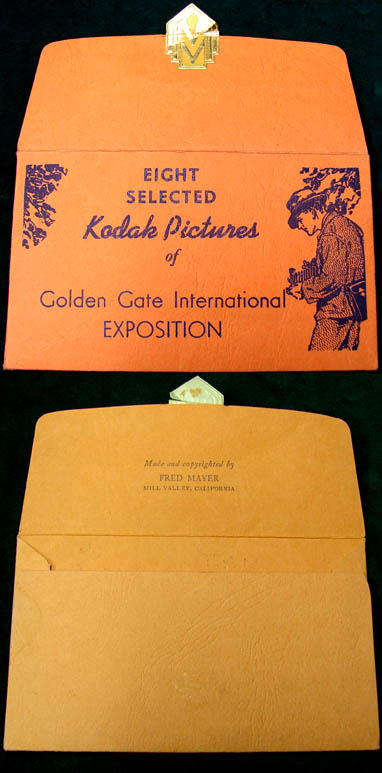 EIGHT
SELECTED
Kodak Pictures
of
Golden Gate International
EXPOSITION
Made and copyrighted by
FRED MAYER
MILL VALLEY, CALIFORNIA